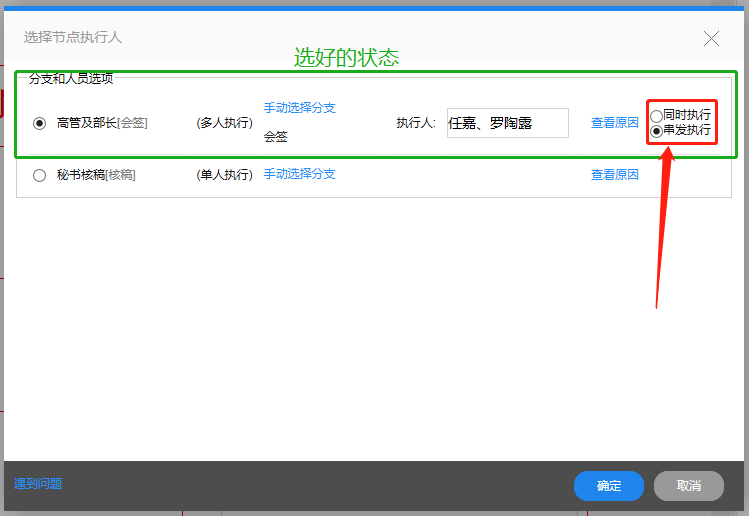 选择节点执行人
选好的状态
分支和人员选项
高管及部长[会签] (多人执行) 手动选择分支 会签 执行人: 任嘉、罗陶露 查看原因 同时执行
串发执行
秘书核稿[核稿] (单人执行) 手动选择分支 查看原因
遇到问题 确定 取消